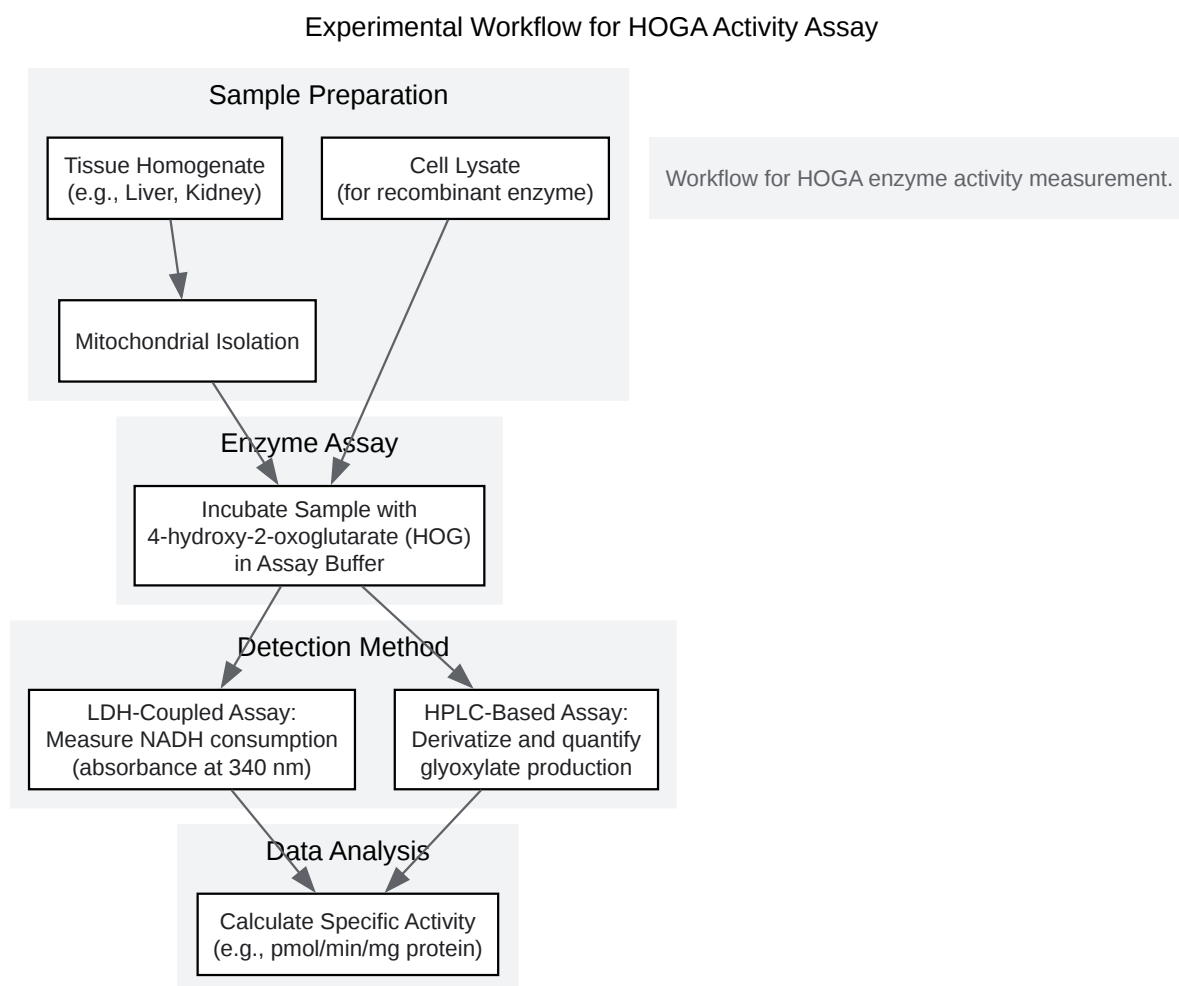 Experimental Workflow for HOGA Activity Assay
Sample Preparation
Tissue Homogenate
(e.g., Liver, Kidney)
Cell Lysate
(for recombinant enzyme)
Workflow for HOGA enzyme activity measurement.
Mitochondrial Isolation
Enzyme Assay
Incubate Sample with
4-hydroxy-2-oxoglutarate (HOG)
in Assay Buffer
Detection Method
LDH-Coupled Assay:
Measure NADH consumption
(absorbance at 340 nm)
HPLC-Based Assay:
Derivatize and quantify
glyoxylate production
Data Analysis
Calculate Specific Activity
(e.g., pmol/min/mg protein)